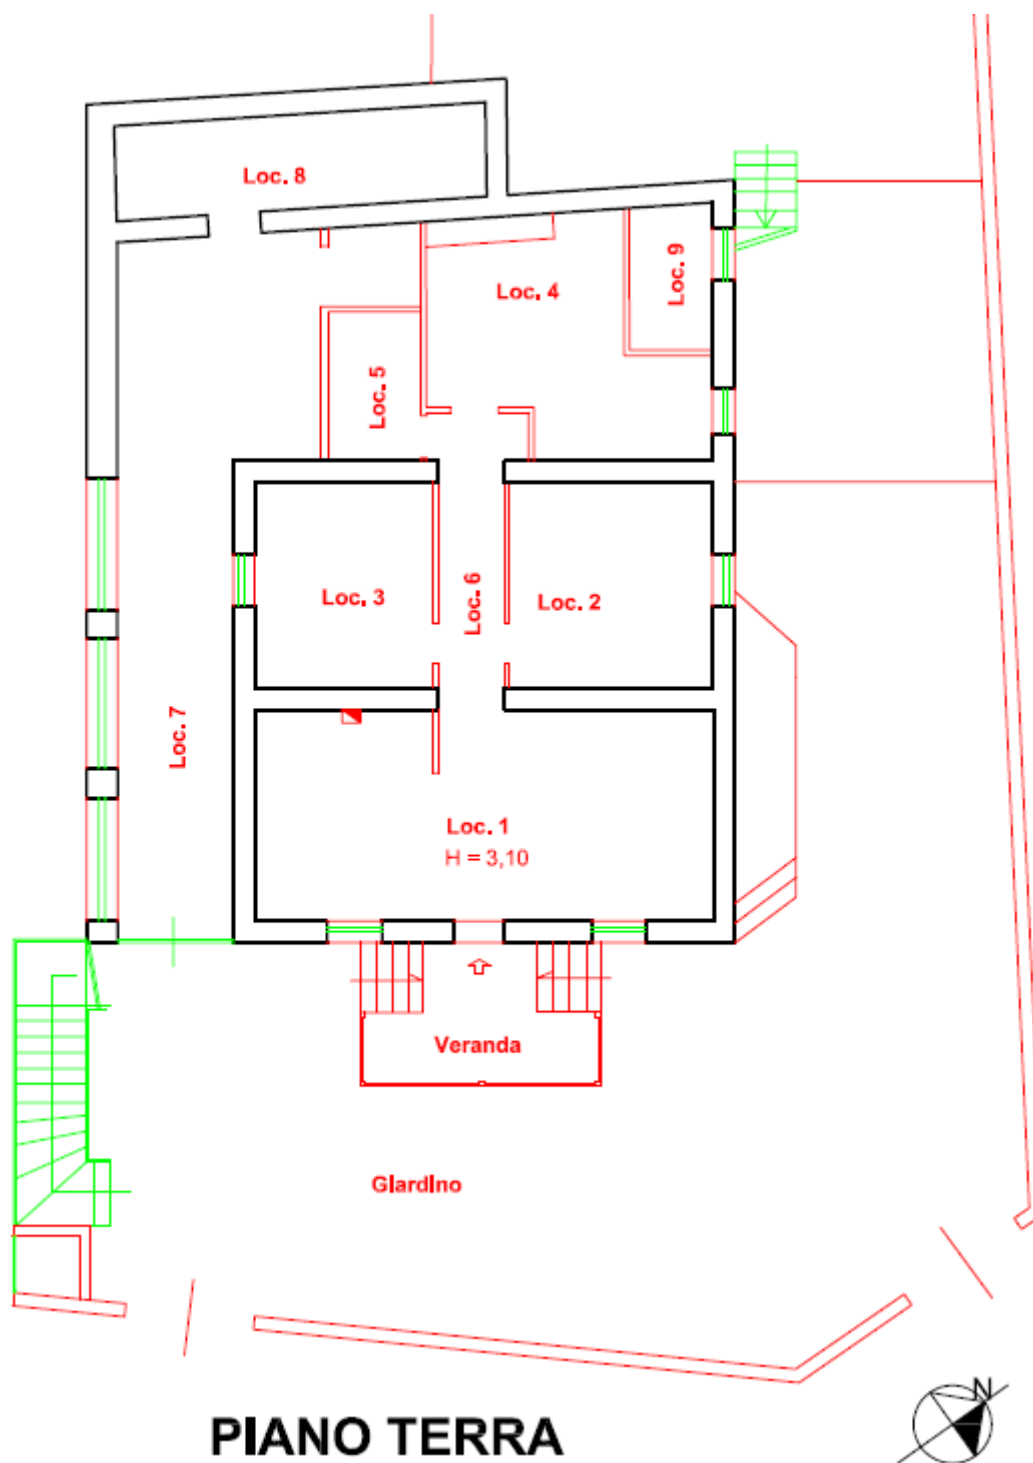 Loc. 8
Loc. 9
Loc. 4
Loc. 5
Loc. 3
Loc. 6
Loc. 2
Loc. 7
Loc. 1
H = 3,10
Veranda
Giardino
N
PIANO TERRA